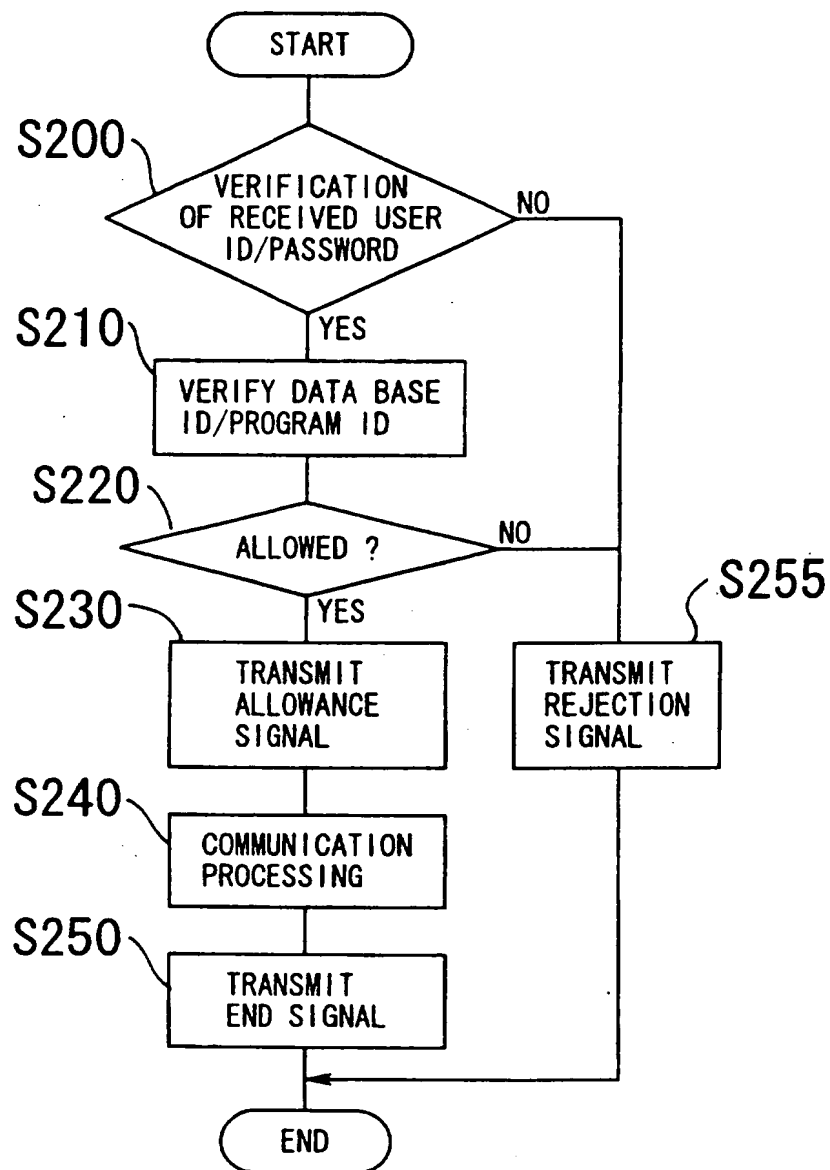 START
S200
VERIFICATION
OF RECEIVED USER
ID/PASSWORD
NO
YES
S210
VERIFY DATA BASE
ID/PROGRAM ID
S220
ALLOWED ?
NO
YES
S230
TRANSMIT
ALLOWANCE
SIGNAL
S255
TRANSMIT
REJECTION
SIGNAL
S240
COMMUNICATION
PROCESSING
S250
TRANSMIT
END SIGNAL
END